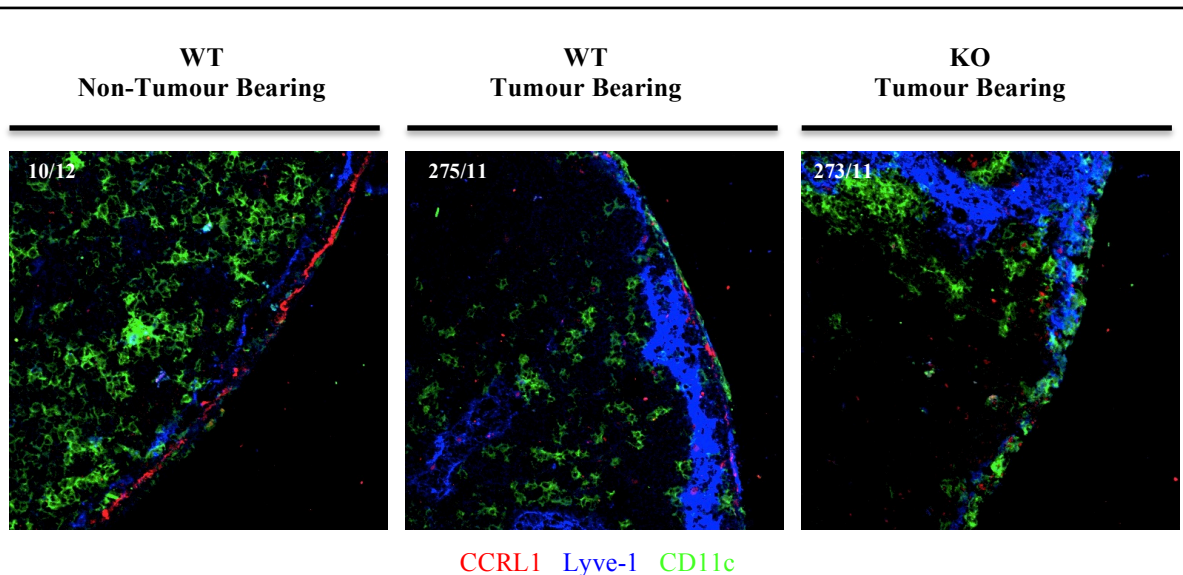 WT
Non-Tumour Bearing
WT
Tumour Bearing
KO
Tumour Bearing
10/12
275/11
273/11
CCRL1 Lyve-1 CD11c